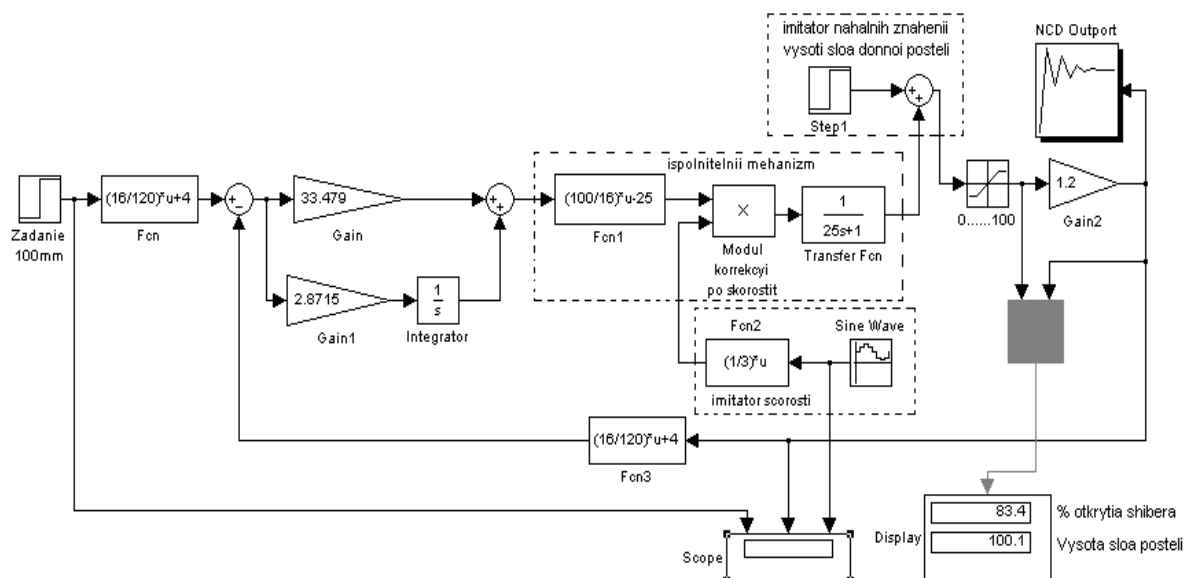 imitator nahalnih znahenii
vysoti sloa donnoi posteli
Step1
NCD Outport
ispolnitelnii mehanizm
Zadanie
100mm
(16/120)*u+4
Fcn
33.479
Gain
2.8715
Gain1
1
s
Integrator
(100/16)*u-25
Fcn1
Modul
korrekcyi
po skorostit
1
25s+1
Transfer Fcn
0......100
1.2
Gain2
Fcn2
(1/3)*u
Sine Wave
imitator scorosti
(16/120)*u+4
Fcn3
Scope
Display
83.4
% otkrytia shibera
100.1
Vysota sloa posteli